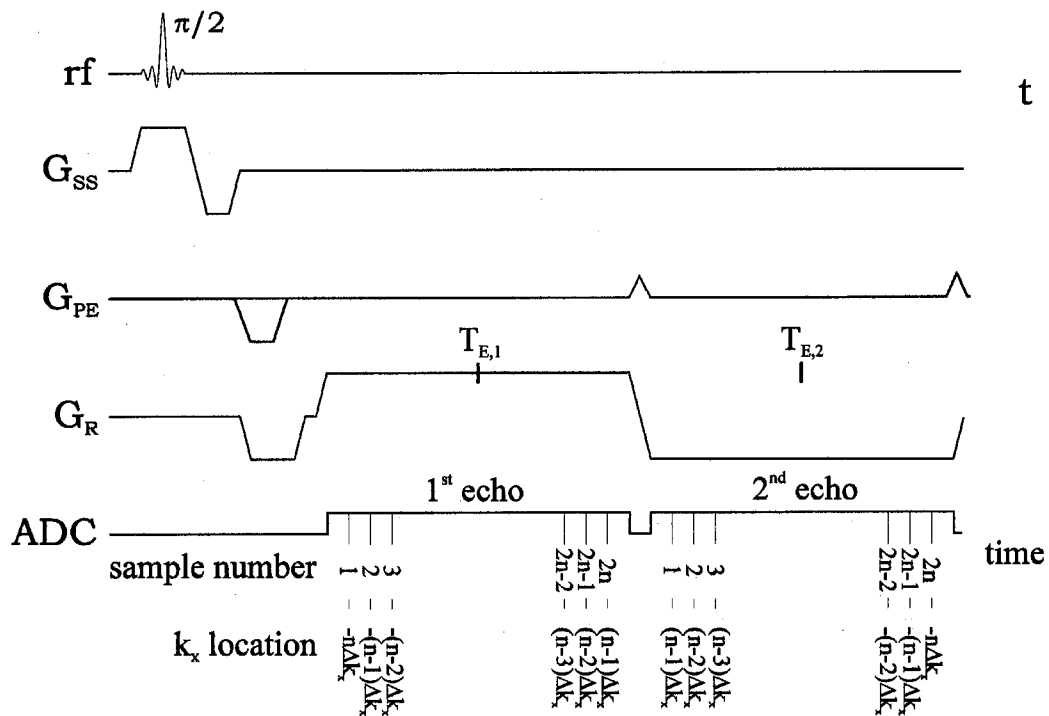 π/2
rf
t
G_SS
G_PE
T_E,1
T_E,2
G_R
1st echo
2nd echo
ADC
time
sample number
1 2 3 2n-2 2n-1 2n 1 2 3 2n-2 2n-1 2n
k_x location
-nΔk_x -(n-1)Δk_x -(n-2)Δk_x (n-3)Δk_x (n-2)Δk_x (n-1)Δk_x (n-1)Δk_x (n-2)Δk_x (n-3)Δk_x -(n-2)Δk_x -(n-1)Δk_x -nΔk_x